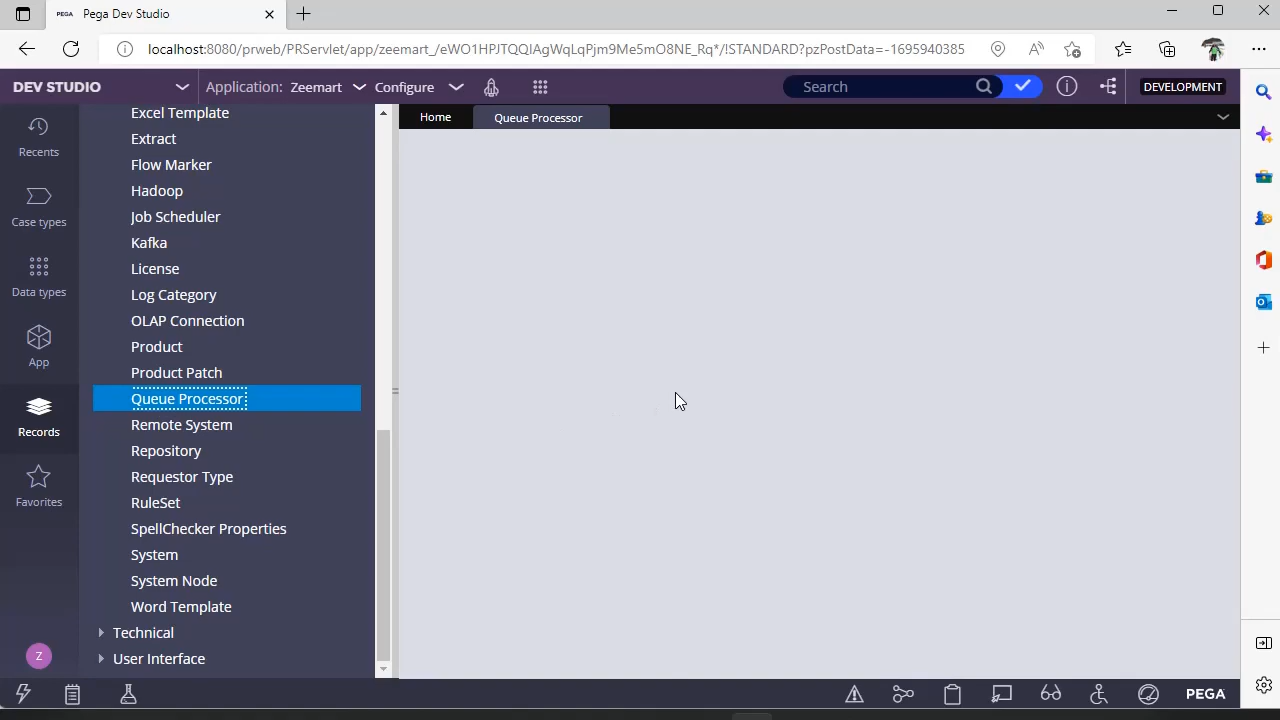 PEGA Pega Dev Studio
localhost:8080/prweb/PRServlet/app/zeemart_/eWO1HPJTQQIAgWqLqPjm9Me5mO8NE_Rq*/!STANDARD?pzPostData=-1695940385
DEV STUDIO
Application: Zeemart
Configure
Search
DEVELOPMENT
Recents
Case types
Data types
App
Records
Favorites
Z
Excel Template
Extract
Flow Marker
Hadoop
Job Scheduler
Kafka
License
Log Category
OLAP Connection
Product
Product Patch
Queue Processor
Remote System
Repository
Requestor Type
RuleSet
SpellChecker Properties
System
System Node
Word Template
Technical
User Interface
Home
Queue Processor
PEGA